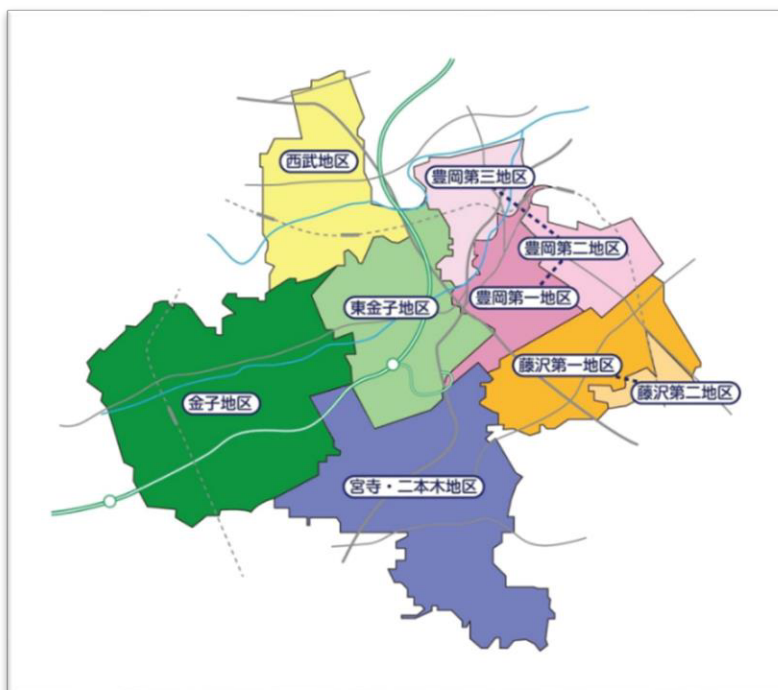 西武地区
豊岡第三地区
豊岡第二地区
豊岡第一地区
東金子地区
藤沢第一地区
藤沢第二地区
金子地区
宮寺・二本木地区